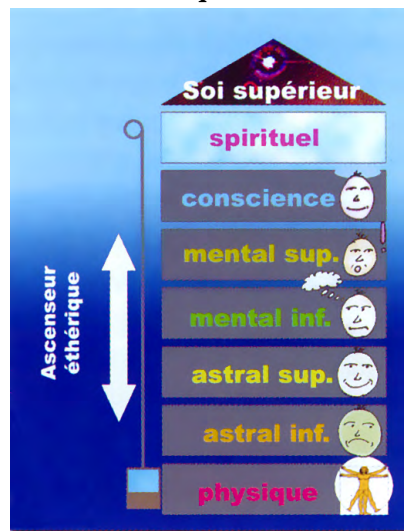 Soi supérieur
spirituel
conscience
mental sup.
mental inf.
astral sup.
astral inf.
physique
Ascenseur
éthérique